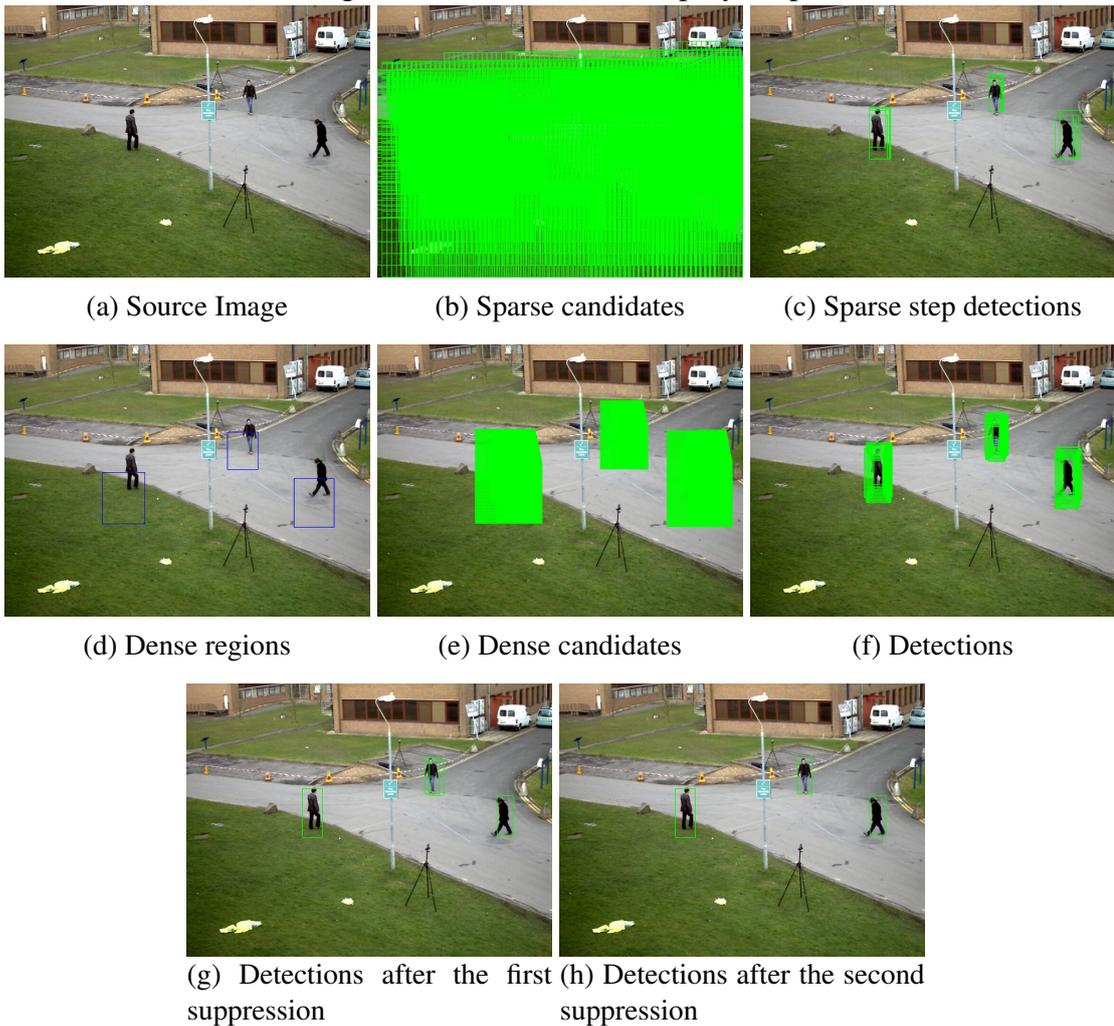 (a) Source Image
(b) Sparse candidates
(c) Sparse step detections
(d) Dense regions
(e) Dense candidates
(f) Detections
(g) Detections after the first
suppression
(h) Detections after the second
suppression